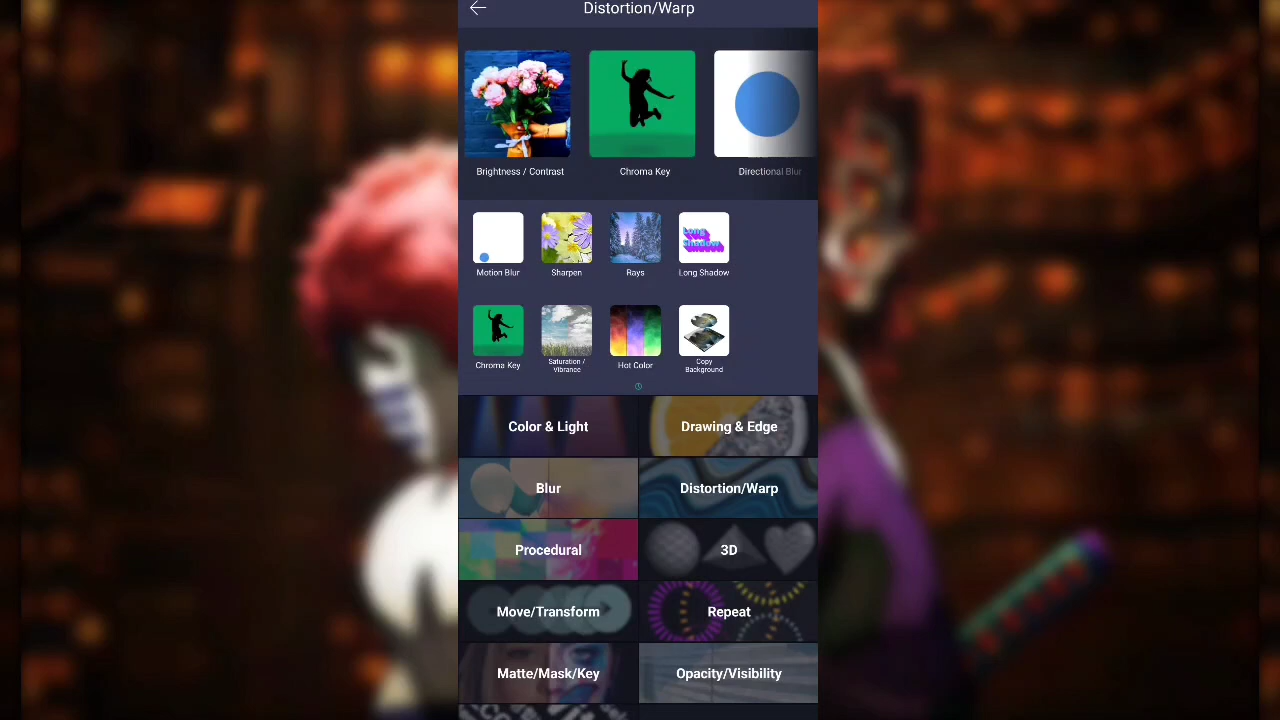 Distortion/Warp
Brightness / Contrast
Chroma Key
Directional Blur
Long
Shadow
Motion Blur
Sharpen
Rays
Long Shadow
Chroma Key
Saturation /
Vibrance
Hot Color
Copy
Background
Color & Light
Drawing & Edge
Blur
Distortion/Warp
Procedural
3D
Move/Transform
Repeat
Matte/Mask/Key
Opacity/Visibility